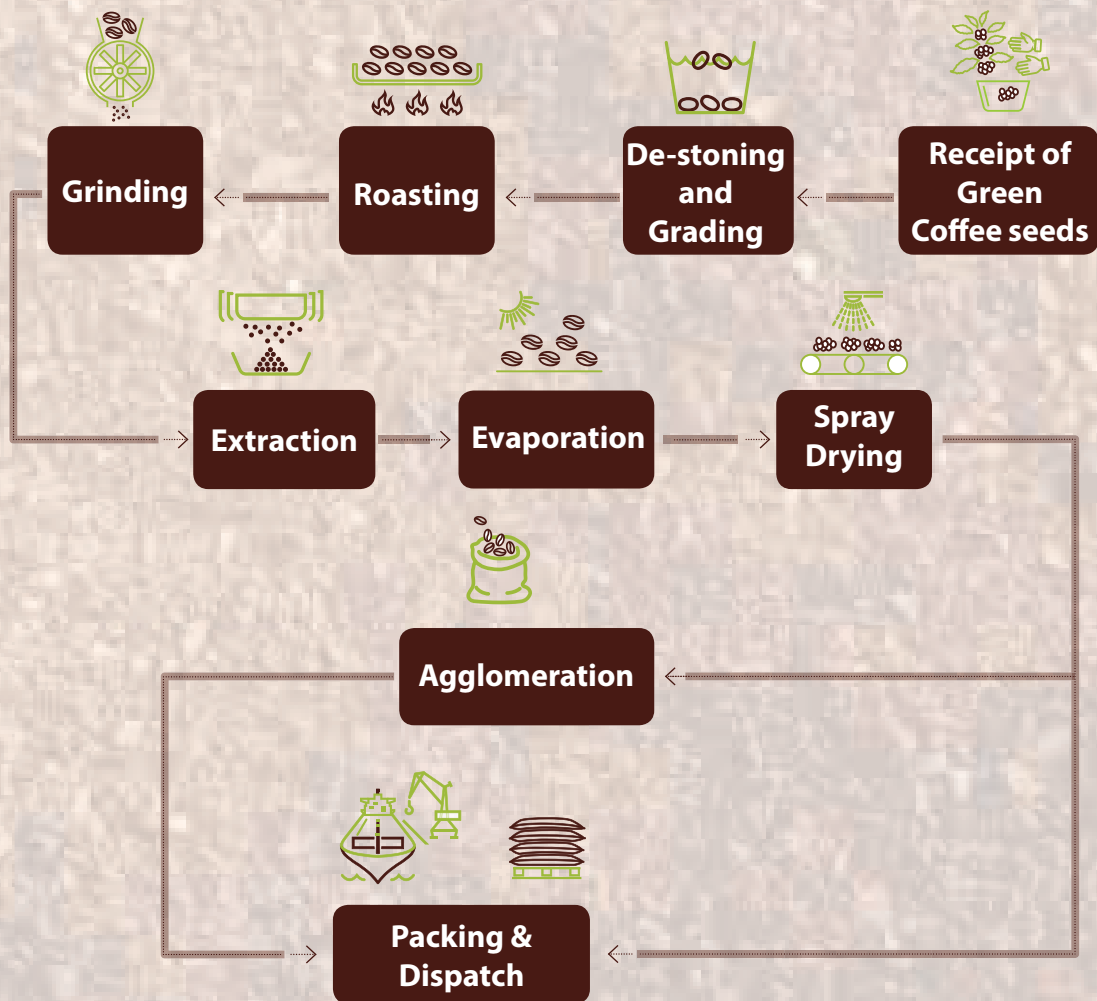 Receipt of
Green
Coffee seeds
De-stoning
and
Grading
Roasting
Grinding
Extraction
Evaporation
Spray
Drying
Agglomeration
Packing &
Dispatch